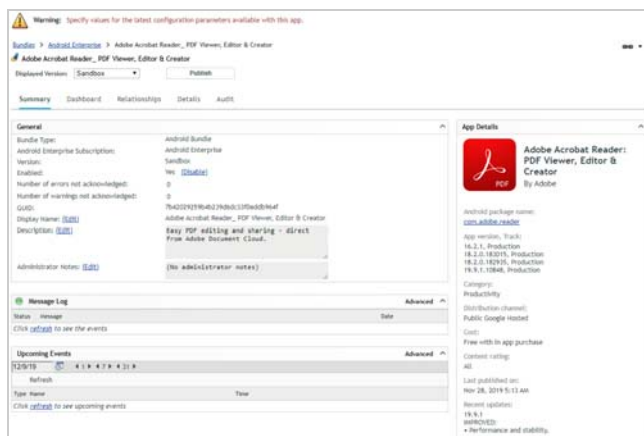 Warning: Specify values for the latest configuration parameters available with this app.
Bundles > Android Enterprise > Adobe Acrobat Reader_ PDF Viewer, Editor & Creator
Adobe Acrobat Reader_ PDF Viewer, Editor & Creator
Displayed Version: Sandbox Publish
Summary Dashboard Relationships Details Audit
General
Bundle Type: Android Bundle
Android Enterprise Subscription: Android Enterprise
Version: Sandbox
Enabled: Yes (Disable)
Number of errors not acknowledged: 0
Number of warnings not acknowledged: 0
GUID:
Display Name: (Edit) Adobe Acrobat Reader_ PDF Viewer, Editor & Creator
Description: (Edit) Easy PDF editing and sharing - direct
from Adobe Document Cloud.
Administrator Notes: (Edit) (No administrator notes)
Message Log Advanced
Status Message Date
Click refresh to see the events
Upcoming Events Advanced
12/9/19 1 7 31
Refresh
Type Name Time
Click refresh to see upcoming events
App Details
PDF
Adobe Acrobat Reader:
PDF Viewer, Editor &
Creator
By Adobe
Android package name:
com.adobe.reader
App version, Track:
16.2.1, Production
18.2.0.183015, Production
18.2.0.182935, Production
19.9.1.10848, Production
Category:
Productivity
Distribution channel:
Public Google Hosted
Cost:
Free with in app purchase
Content rating:
All
Last published on:
Nov 28, 2019 5:13 AM
Recent updates:
19.9.1
IMPROVED:
• Performance and stability.